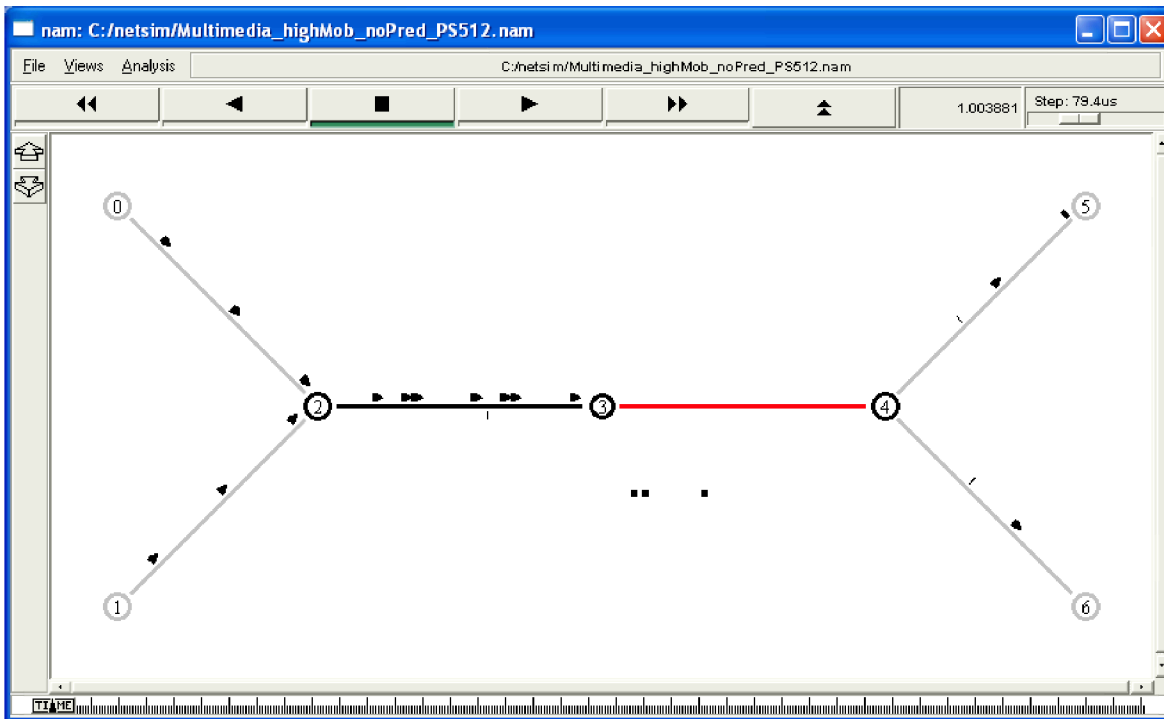 nam: C:/netsim/Multimedia_highMob_noPred_PS512.nam
File Views Analysis C:/netsim/Multimedia_highMob_noPred_PS512.nam
1.003881 Step: 79.4us
0 5
2 3 4
1 6
TIME